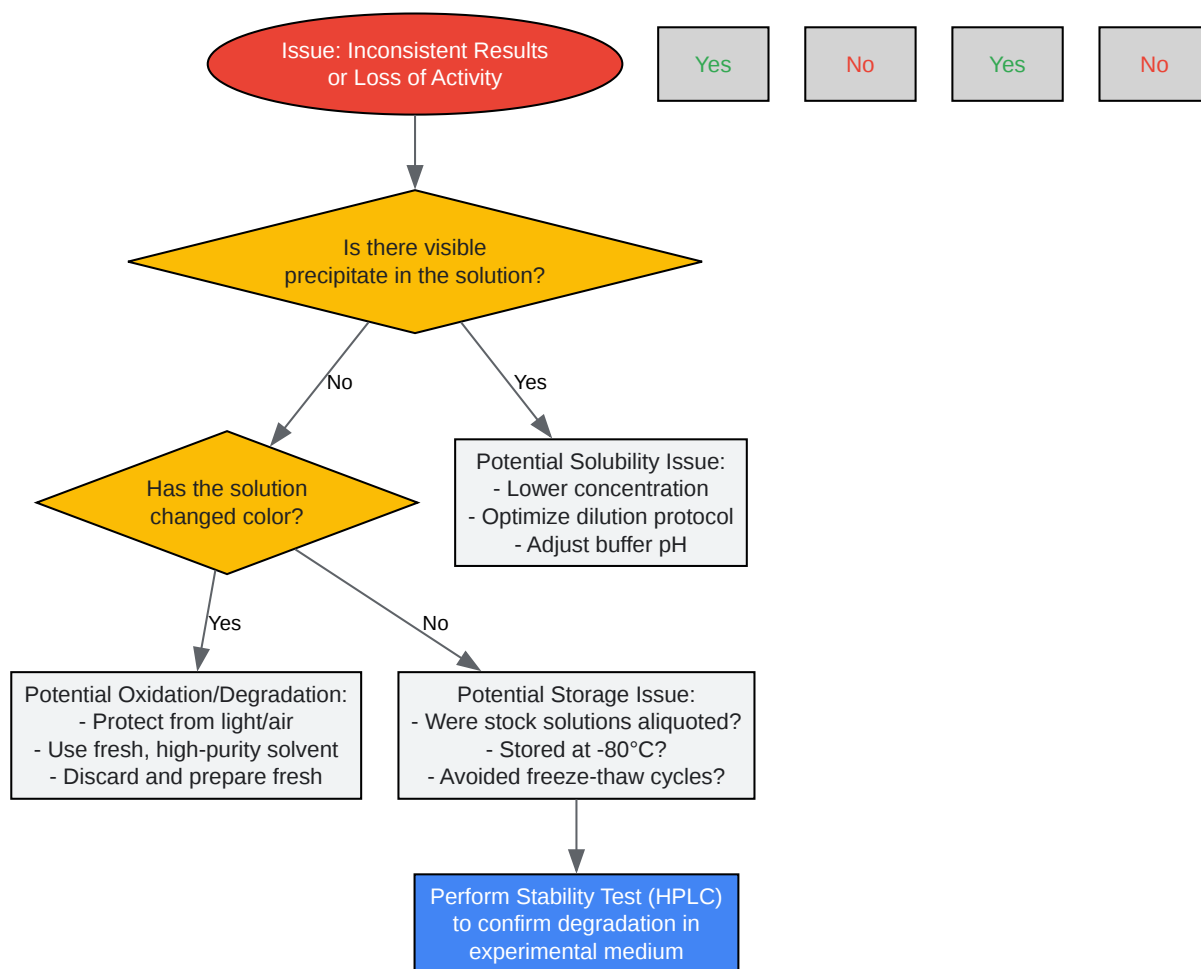 Issue: Inconsistent Results
or Loss of Activity
Yes
No
Yes
No
Is there visible
precipitate in the solution?
No
Yes
Has the solution
changed color?
Potential Solubility Issue:
- Lower concentration
- Optimize dilution protocol
- Adjust buffer pH
Yes
No
Potential Oxidation/Degradation:
- Protect from light/air
- Use fresh, high-purity solvent
- Discard and prepare fresh
Potential Storage Issue:
- Were stock solutions aliquoted?
- Stored at -80°C?
- Avoided freeze-thaw cycles?
Perform Stability Test (HPLC)
to confirm degradation in
experimental medium